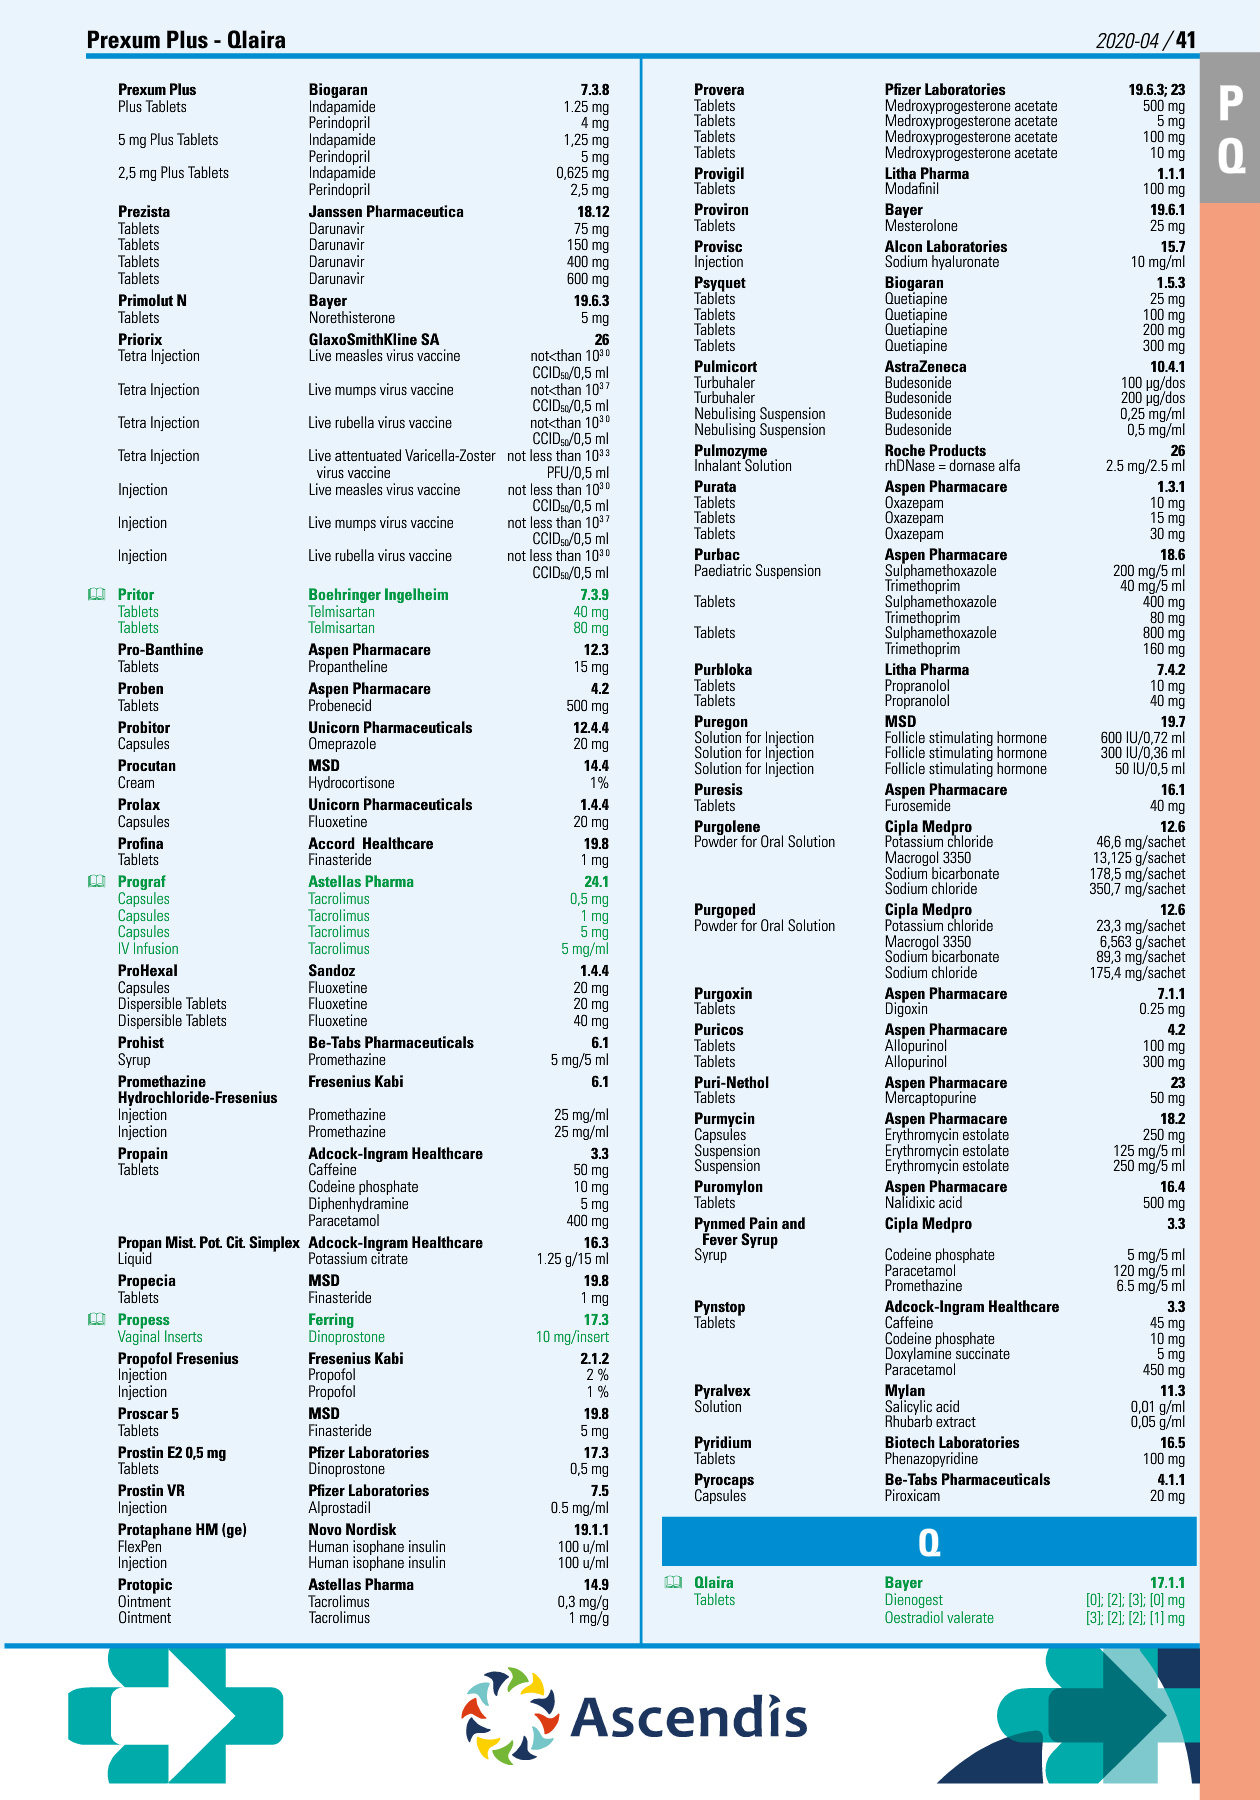 Prexum Plus - Qlaira 2020-04 / 41
P
Q
Prexum Plus Biogaran 7.3.8
Plus Tablets Indapamide 1.25 mg
Perindopril 4 mg
5 mg Plus Tablets Indapamide 1,25 mg
Perindopril 5 mg
2,5 mg Plus Tablets Indapamide 0,625 mg
Perindopril 2,5 mg
Prezista Janssen Pharmaceutica 18.12
Tablets Darunavir 75 mg
Tablets Darunavir 150 mg
Tablets Darunavir 400 mg
Tablets Darunavir 600 mg
Primolut N Bayer 19.6.3
Tablets Norethisterone 5 mg
Priorix GlaxoSmithKline SA 26
Tetra Injection Live measles virus vaccine not<than 10³ ⁰
CCID₅₀/0,5 ml
Tetra Injection Live mumps virus vaccine not<than 10³ ⁷
CCID₅₀/0,5 ml
Tetra Injection Live rubella virus vaccine not<than 10³ ⁰
CCID₅₀/0,5 ml
Tetra Injection Live attentuated Varicella-Zoster not less than 10³ ³
virus vaccine PFU/0,5 ml
Injection Live measles virus vaccine not less than 10³ ⁰
CCID₅₀/0,5 ml
Injection Live mumps virus vaccine not less than 10³ ⁷
CCID₅₀/0,5 ml
Injection Live rubella virus vaccine not less than 10³ ⁰
CCID₅₀/0,5 ml
Pritor Boehringer Ingelheim 7.3.9
Tablets Telmisartan 40 mg
Tablets Telmisartan 80 mg
Pro-Banthine Aspen Pharmacare 12.3
Tablets Propantheline 15 mg
Proben Aspen Pharmacare 4.2
Tablets Probenecid 500 mg
Probitor Unicorn Pharmaceuticals 12.4.4
Capsules Omeprazole 20 mg
Procutan MSD 14.4
Cream Hydrocortisone 1%
Prolax Unicorn Pharmaceuticals 1.4.4
Capsules Fluoxetine 20 mg
Profina Accord Healthcare 19.8
Tablets Finasteride 1 mg
Prograf Astellas Pharma 24.1
Capsules Tacrolimus 0,5 mg
Capsules Tacrolimus 1 mg
Capsules Tacrolimus 5 mg
IV Infusion Tacrolimus 5 mg/ml
ProHexal Sandoz 1.4.4
Capsules Fluoxetine 20 mg
Dispersible Tablets Fluoxetine 20 mg
Dispersible Tablets Fluoxetine 40 mg
Prohist Be-Tabs Pharmaceuticals 6.1
Syrup Promethazine 5 mg/5 ml
Promethazine Fresenius Kabi 6.1
Hydrochloride-Fresenius
Injection Promethazine 25 mg/ml
Injection Promethazine 25 mg/ml
Propain Adcock-Ingram Healthcare 3.3
Tablets Caffeine 50 mg
Codeine phosphate 10 mg
Diphenhydramine 5 mg
Paracetamol 400 mg
Propan Mist. Pot. Cit. Simplex Adcock-Ingram Healthcare 16.3
Liquid Potassium citrate 1.25 g/15 ml
Propecia MSD 19.8
Tablets Finasteride 1 mg
Propess Ferring 17.3
Vaginal Inserts Dinoprostone 10 mg/insert
Propofol Fresenius Fresenius Kabi 2.1.2
Injection Propofol 2 %
Injection Propofol 1 %
Proscar 5 MSD 19.8
Tablets Finasteride 5 mg
Prostin E2 0,5 mg Pfizer Laboratories 17.3
Tablets Dinoprostone 0,5 mg
Prostin VR Pfizer Laboratories 7.5
Injection Alprostadil 0.5 mg/ml
Protaphane HM (ge) Novo Nordisk 19.1.1
FlexPen Human isophane insulin 100 u/ml
Injection Human isophane insulin 100 u/ml
Protopic Astellas Pharma 14.9
Ointment Tacrolimus 0,3 mg/g
Ointment Tacrolimus 1 mg/g
Provera Pfizer Laboratories 19.6.3; 23
Tablets Medroxyprogesterone acetate 500 mg
Tablets Medroxyprogesterone acetate 5 mg
Tablets Medroxyprogesterone acetate 100 mg
Tablets Medroxyprogesterone acetate 10 mg
Provigil Litha Pharma 1.1.1
Tablets Modafinil 100 mg
Proviron Bayer 19.6.1
Tablets Mesterolone 25 mg
Provisc Alcon Laboratories 15.7
Injection Sodium hyaluronate 10 mg/ml
Psyquet Biogaran 1.5.3
Tablets Quetiapine 25 mg
Tablets Quetiapine 100 mg
Tablets Quetiapine 200 mg
Tablets Quetiapine 300 mg
Pulmicort AstraZeneca 10.4.1
Turbuhaler Budesonide 100 µg/dos
Turbuhaler Budesonide 200 µg/dos
Nebulising Suspension Budesonide 0,25 mg/ml
Nebulising Suspension Budesonide 0,5 mg/ml
Pulmozyme Roche Products 26
Inhalant Solution rhDNase = dornase alfa 2.5 mg/2.5 ml
Purata Aspen Pharmacare 1.3.1
Tablets Oxazepam 10 mg
Tablets Oxazepam 15 mg
Tablets Oxazepam 30 mg
Purbac Aspen Pharmacare 18.6
Paediatric Suspension Sulphamethoxazole 200 mg/5 ml
Trimethoprim 40 mg/5 ml
Tablets Sulphamethoxazole 400 mg
Trimethoprim 80 mg
Tablets Sulphamethoxazole 800 mg
Trimethoprim 160 mg
Purbloka Litha Pharma 7.4.2
Tablets Propranolol 10 mg
Tablets Propranolol 40 mg
Puregon MSD 19.7
Solution for Injection Follicle stimulating hormone 600 IU/0,72 ml
Solution for Injection Follicle stimulating hormone 300 IU/0,36 ml
Solution for Injection Follicle stimulating hormone 50 IU/0,5 ml
Puresis Aspen Pharmacare 16.1
Tablets Furosemide 40 mg
Purgolene Cipla Medpro 12.6
Powder for Oral Solution Potassium chloride 46,6 mg/sachet
Macrogol 3350 13,125 g/sachet
Sodium bicarbonate 178,5 mg/sachet
Sodium chloride 350,7 mg/sachet
Purgoped Cipla Medpro 12.6
Powder for Oral Solution Potassium chloride 23,3 mg/sachet
Macrogol 3350 6,563 g/sachet
Sodium bicarbonate 89,3 mg/sachet
Sodium chloride 175,4 mg/sachet
Purgoxin Aspen Pharmacare 7.1.1
Tablets Digoxin 0.25 mg
Puricos Aspen Pharmacare 4.2
Tablets Allopurinol 100 mg
Tablets Allopurinol 300 mg
Puri-Nethol Aspen Pharmacare 23
Tablets Mercaptopurine 50 mg
Purmycin Aspen Pharmacare 18.2
Capsules Erythromycin estolate 250 mg
Suspension Erythromycin estolate 125 mg/5 ml
Suspension Erythromycin estolate 250 mg/5 ml
Puromylon Aspen Pharmacare 16.4
Tablets Nalidixic acid 500 mg
Pynmed Pain and Cipla Medpro 3.3
Fever Syrup
Syrup Codeine phosphate 5 mg/5 ml
Paracetamol 120 mg/5 ml
Promethazine 6.5 mg/5 ml
Pynstop Adcock-Ingram Healthcare 3.3
Tablets Caffeine 45 mg
Codeine phosphate 10 mg
Doxylamine succinate 5 mg
Paracetamol 450 mg
Pyralvex Mylan 11.3
Solution Salicylic acid 0,01 g/ml
Rhubarb extract 0,05 g/ml
Pyridium Biotech Laboratories 16.5
Tablets Phenazopyridine 100 mg
Pyrocaps Be-Tabs Pharmaceuticals 4.1.1
Capsules Piroxicam 20 mg
Q
Qlaira Bayer 17.1.1
Tablets Dienogest [0]; [2]; [3]; [0] mg
Oestradiol valerate [3]; [2]; [2]; [1] mg
Ascendis